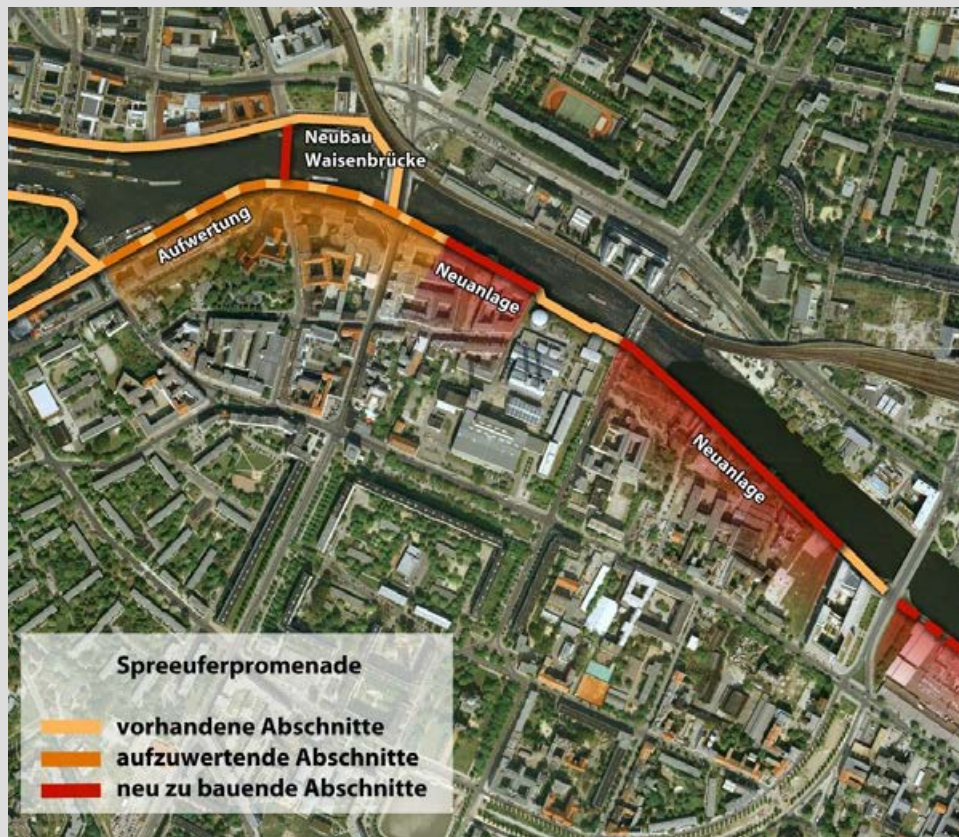 Neubau
Waisenbrücke
Aufwertung
Neuanlage
Neuanlage
Spreeuferpromenade
vorhandene Abschnitte
aufzuwertende Abschnitte
neu zu bauende Abschnitte